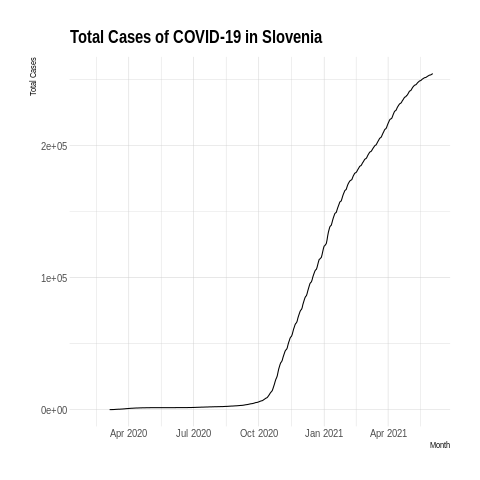 Total Cases of COVID-19 in Slovenia
Total Cases
2e+05
1e+05
0e+00
Apr 2020 Jul 2020 Oct 2020 Jan 2021 Apr 2021
Month